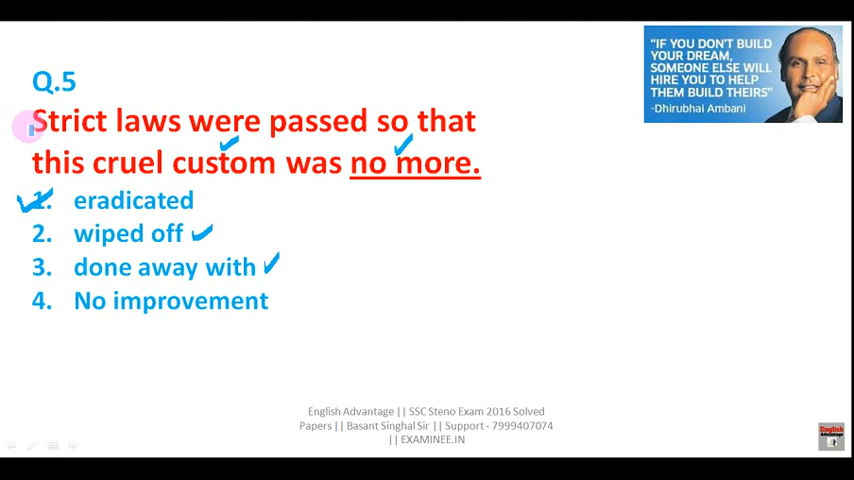 "IF YOU DON'T BUILD
YOUR DREAM,
SOMEONE ELSE WILL
HIRE YOU TO HELP
THEM BUILD THEIRS"
-Dhirubhai Ambani
Q.5
Strict laws were passed so that
this cruel custom was no more.
1. eradicated
2. wiped off
3. done away with
4. No improvement
English Advantage || SSC Steno Exam 2016 Solved
Papers || Basant Singhal Sir || Support - 7999407074
|| EXAMINEE.IN
English
Advantage